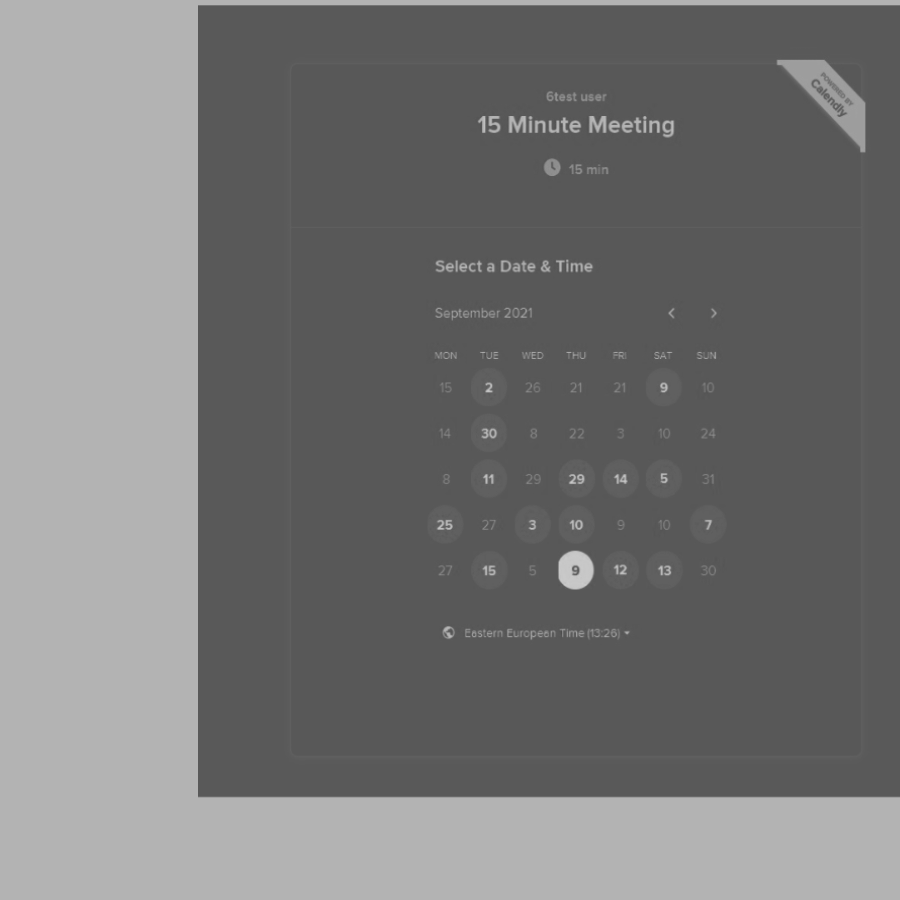 POWERED BY
Calendly
6test user
15 Minute Meeting
15 min
Select a Date & Time
September 2021
MON TUE WED THU FRI SAT SUN
15 2 26 21 21 9 10
14 30 8 22 3 10 24
8 11 29 29 14 5 31
25 27 3 10 9 10 7
27 15 5 9 12 13 30
Eastern European Time (13:26)